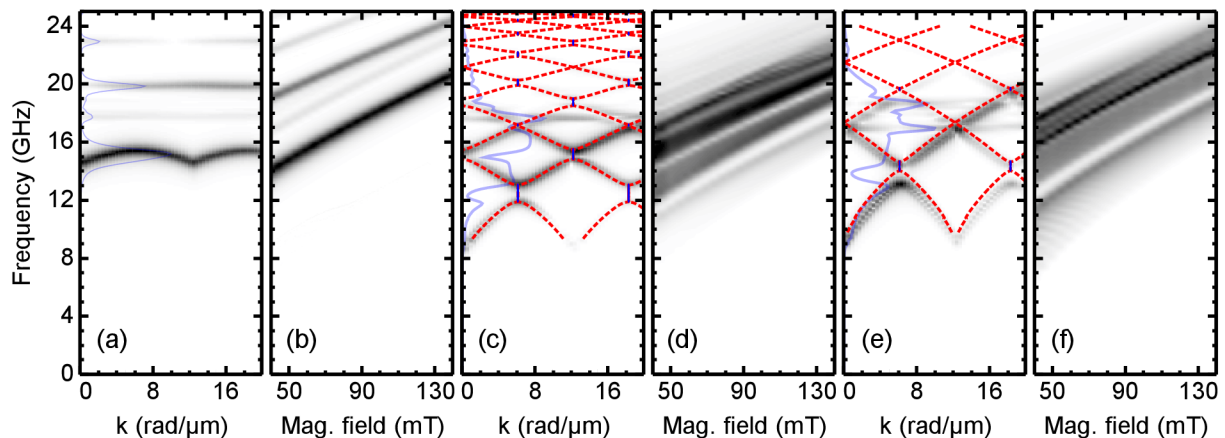 24
20
16
12
8
4
0
Frequency (GHz)
(a) (b) (c) (d) (e) (f)
0 8 16 50 90 130 0 8 16 50 90 130 0 8 16 50 90 140
k (rad/µm) Mag. field (mT) k (rad/µm) Mag. field (mT) k (rad/µm) Mag. field (mT)